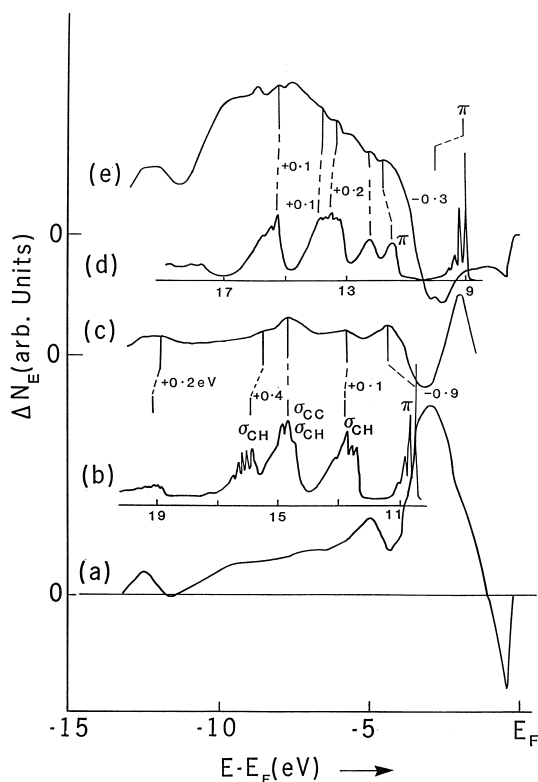 π
(e)
+0.1
+0.2
+0.1
-0.3
0
(d)
π
17
13
9
(c)
0
+0.2eV
+0.4
+0.1
-0.9
σCC
σCH
σCH
σCH
π
(b)
19
15
11
(a)
0
ΔNE(arb. Units)
-15
-10
-5
EF
E-EF(eV)